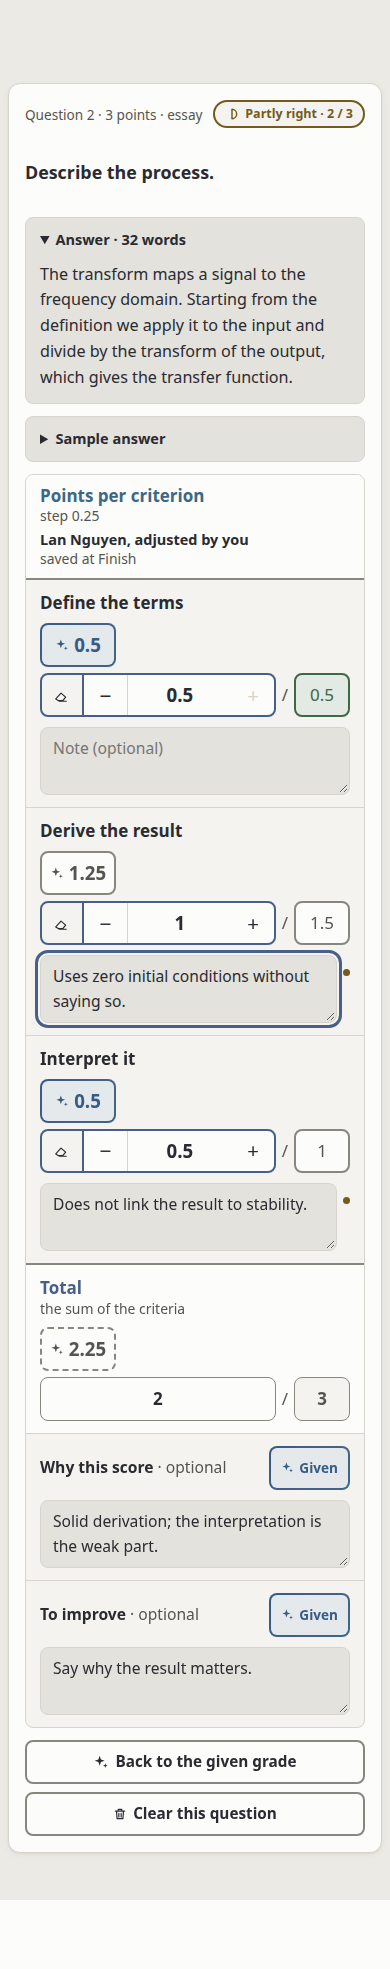 Question 2 · 3 points · essay
Partly right · 2 / 3
Describe the process.
Answer · 32 words
The transform maps a signal to the
frequency domain. Starting from the
definition we apply it to the input and
divide by the transform of the output,
which gives the transfer function.
Sample answer
Points per criterion
step 0.25
Lan Nguyen, adjusted by you
saved at Finish
Define the terms
0.5
− 0.5 + / 0.5
Note (optional)
Derive the result
1.25
− 1 + / 1.5
Uses zero initial conditions without
saying so.
Interpret it
0.5
− 0.5 + / 1
Does not link the result to stability.
Total
the sum of the criteria
2.25
2 / 3
Why this score · optional
Given
Solid derivation; the interpretation is
the weak part.
To improve · optional
Given
Say why the result matters.
Back to the given grade
Clear this question